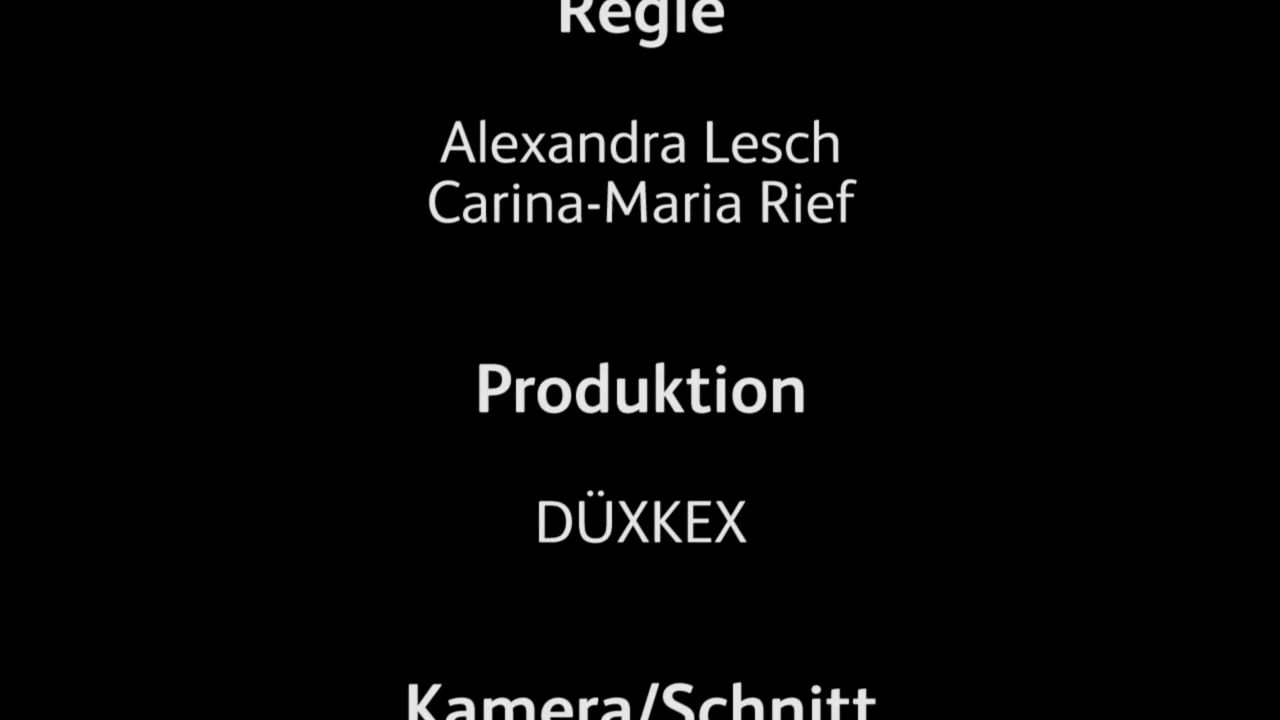 Regie
Alexandra Lesch
Carina-Maria Rief
Produktion
DÜXKEX
Kamera/Schnitt